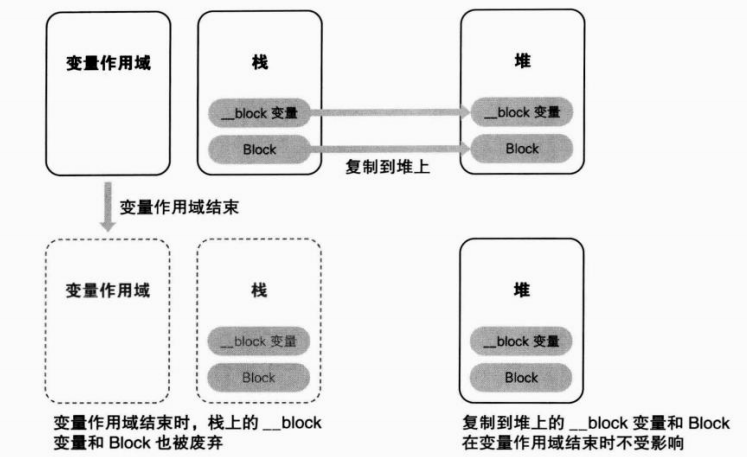 变量作用域
栈
堆
__block 变量
__block 变量
Block
Block
复制到堆上
变量作用域结束
变量作用域
栈
堆
__block 变量
__block 变量
Block
Block
变量作用域结束时，栈上的 __block
变量和 Block 也被废弃
复制到堆上的 __block 变量和 Block
在变量作用域结束时不受影响